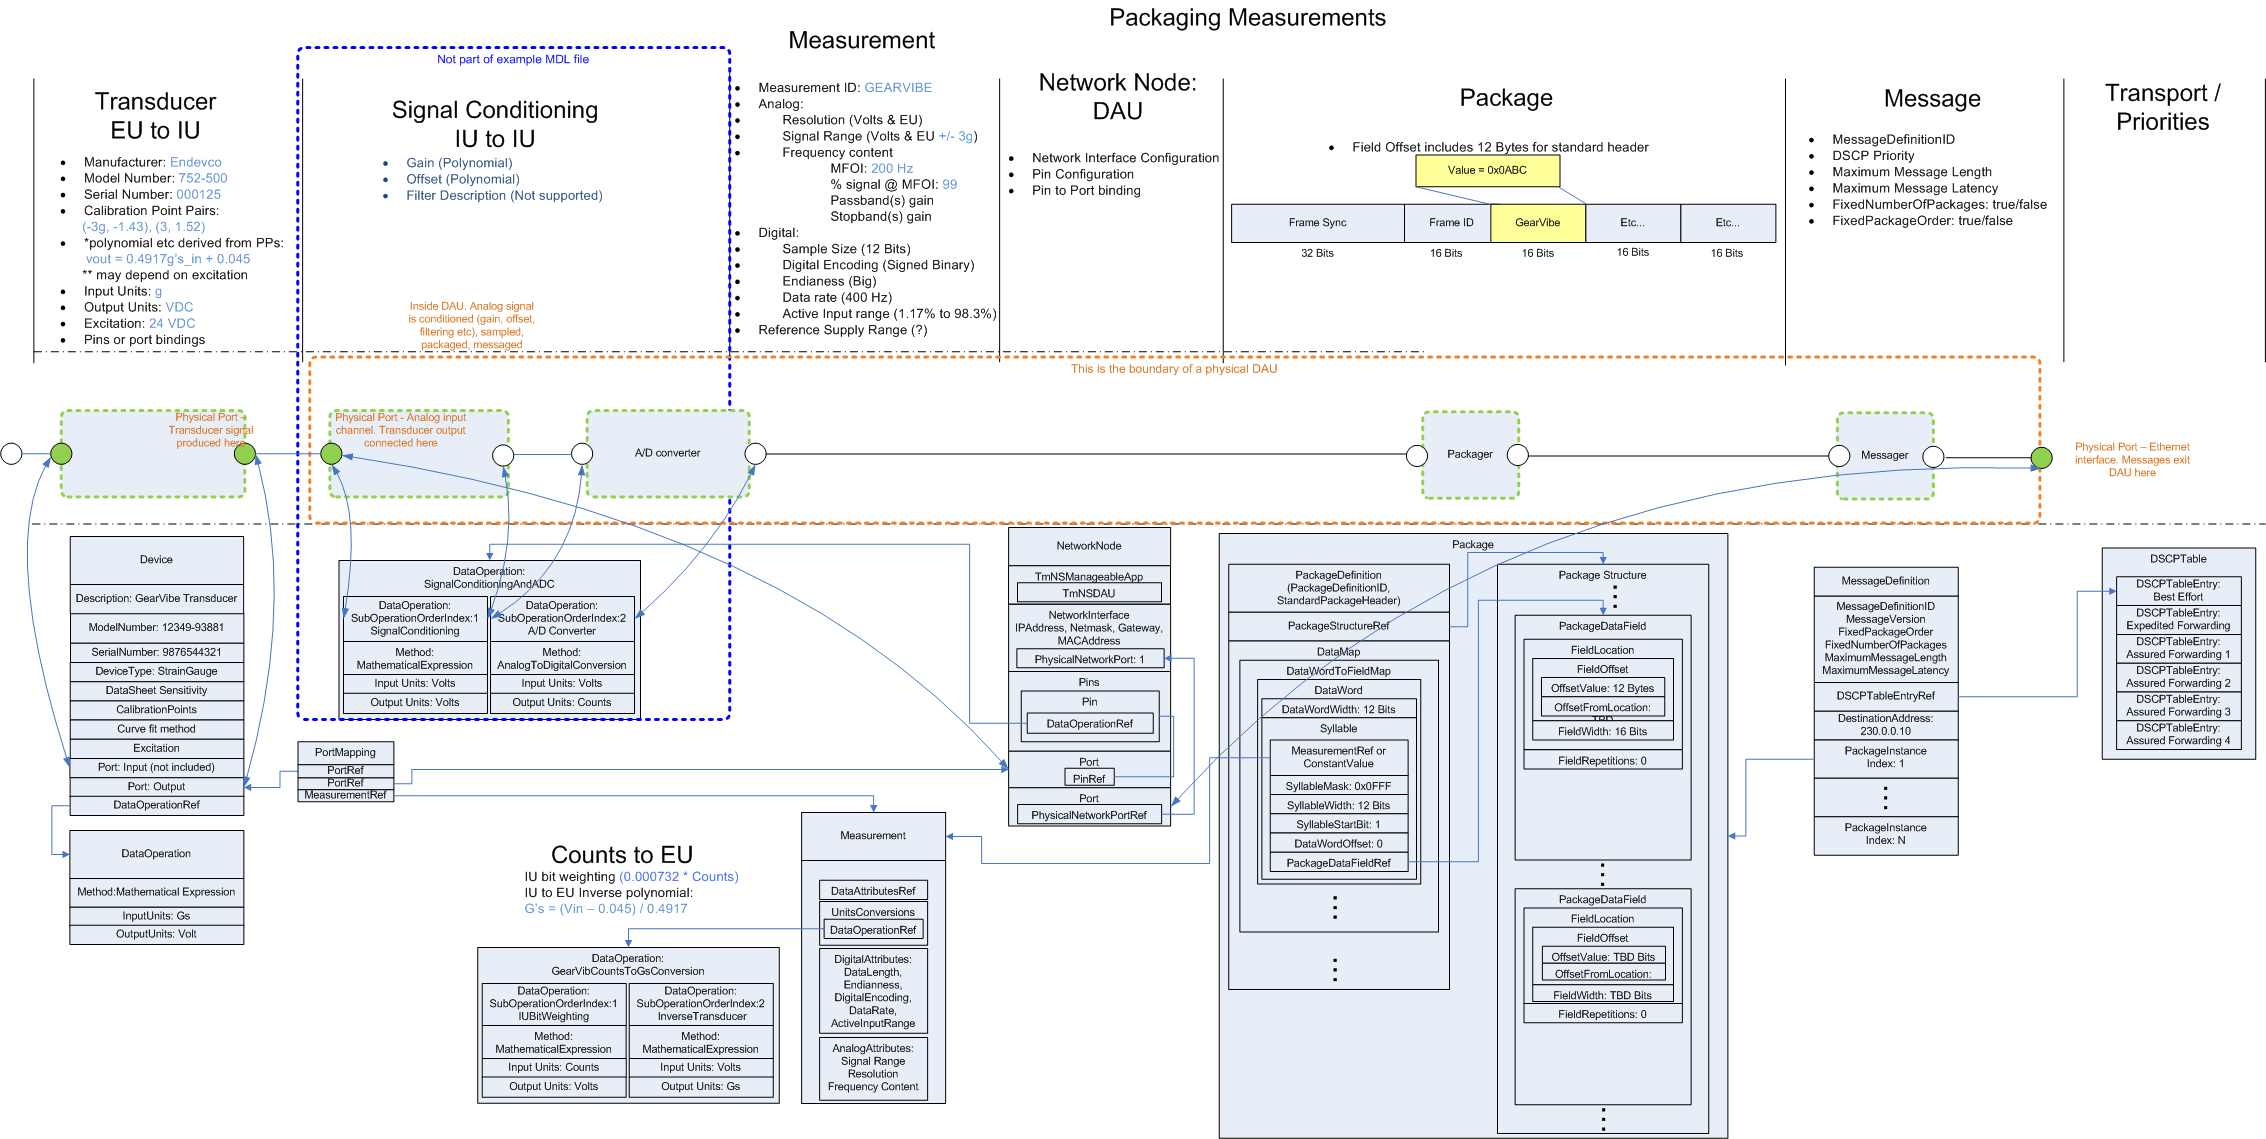 Packaging Measurements
Not part of example MDL file
Transducer
EU to IU
Manufacturer: Endevco
Model Number: 752-500
Serial Number: 000125
Calibration Point Pairs:
(-3g, -1.43), (3, 1.52)
*polynomial etc derived from PPs:
vout = 0.4917g's_in + 0.045
** may depend on excitation
Input Units: g
Output Units: VDC
Excitation: 24 VDC
Pins or port bindings
Signal Conditioning
IU to IU
Gain (Polynomial)
Offset (Polynomial)
Filter Description (Not supported)
Inside DAU. Analog signal
is conditioned (gain, offset,
filtering etc), sampled,
packaged, messaged
Measurement
Measurement ID: GEARVIBE
Analog:
Resolution (Volts & EU)
Signal Range (Volts & EU +/- 3g)
Frequency content
MFOI: 200 Hz
% signal @ MFOI: 99
Passband(s) gain
Stopband(s) gain
Digital:
Sample Size (12 Bits)
Digital Encoding (Signed Binary)
Endianess (Big)
Data rate (400 Hz)
Active Input range (1.17% to 98.3%)
Reference Supply Range (?)
Network Node:
DAU
Network Interface Configuration
Pin Configuration
Pin to Port binding
Package
Field Offset includes 12 Bytes for standard header
Value = 0x0ABC
Frame Sync
Frame ID
GearVibe
Etc...
Etc...
32 Bits
16 Bits
16 Bits
16 Bits
16 Bits
Message
MessageDefinitionID
DSCP Priority
Maximum Message Length
Maximum Message Latency
FixedNumberOfPackages: true/false
FixedPackageOrder: true/false
Transport /
Priorities
This is the boundary of a physical DAU
Physical Port –
Transducer signal
produced here
Physical Port - Analog input
channel. Transducer output
connected here
A/D converter
Packager
Messager
Physical Port – Ethernet
interface. Messages exit
DAU here
Device
Description: GearVibe Transducer
ModelNumber: 12349-93881
SerialNumber: 9876544321
DeviceType: StrainGauge
DataSheet Sensitivity
CalibrationPoints
Curve fit method
Excitation
Port: Input (not included)
Port: Output
DataOperationRef
DataOperation
Method:Mathematical Expression
InputUnits: Gs
OutputUnits: Volt
DataOperation:
SignalConditioningAndADC
DataOperation:
SubOperationOrderIndex:1
SignalConditioning
Method:
MathematicalExpression
Input Units: Volts
Output Units: Volts
DataOperation:
SubOperationOrderIndex:2
A/D Converter
Method:
AnalogToDigitalConversion
Input Units: Volts
Output Units: Counts
PortMapping
PortRef
PortRef
MeasurementRef
Counts to EU
IU bit weighting (0.000732 * Counts)
IU to EU Inverse polynomial:
G's = (Vin – 0.045) / 0.4917
DataOperation:
GearVibCountsToGsConversion
DataOperation:
SubOperationOrderIndex:1
IUBitWeighting
Method:
MathematicalExpression
Input Units: Counts
Output Units: Volts
DataOperation:
SubOperationOrderIndex:2
InverseTransducer
Method:
MathematicalExpression
Input Units: Volts
Output Units: Gs
Measurement
DataAttributesRef
UnitsConversions
DataOperationRef
DigitalAttributes:
DataLength,
Endianness,
DigitalEncoding,
DataRate,
ActiveInputRange
AnalogAttributes:
Signal Range
Resolution
Frequency Content
NetworkNode
TmNSManageableApp
TmNSDAU
NetworkInterface
IPAddress, Netmask, Gateway,
MACAddress
PhysicalNetworkPort: 1
Pins
Pin
DataOperationRef
Port
PinRef
Port
PhysicalNetworkPortRef
Package
PackageDefinition
(PackageDefinitionID,
StandardPackageHeader)
PackageStructureRef
DataMap
DataWordToFieldMap
DataWord
DataWordWidth: 12 Bits
Syllable
MeasurementRef or
ConstantValue
SyllableMask: 0x0FFF
SyllableWidth: 12 Bits
SyllableStartBit: 1
DataWordOffset: 0
PackageDataFieldRef
Package Structure
PackageDataField
FieldLocation
FieldOffset
OffsetValue: 12 Bytes
OffsetFromLocation:
TBD
FieldWidth: 16 Bits
FieldRepetitions: 0
PackageDataField
FieldLocation
FieldOffset
OffsetValue: TBD Bits
OffsetFromLocation:
FieldWidth: TBD Bits
FieldRepetitions: 0
MessageDefinition
MessageDefinitionID
MessageVersion
FixedPackageOrder
FixedNumberOfPackages
MaximumMessageLength
MaximumMessageLatency
DSCPTableEntryRef
DestinationAddress:
230.0.0.10
PackageInstance
Index: 1
PackageInstance
Index: N
DSCPTable
DSCPTableEntry:
Best Effort
DSCPTableEntry:
Expedited Forwarding
DSCPTableEntry:
Assured Forwarding 1
DSCPTableEntry:
Assured Forwarding 2
DSCPTableEntry:
Assured Forwarding 3
DSCPTableEntry:
Assured Forwarding 4